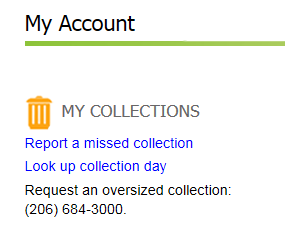 My Account
MY COLLECTIONS
Report a missed collection
Look up collection day
Request an oversized collection:
(206) 684-3000.